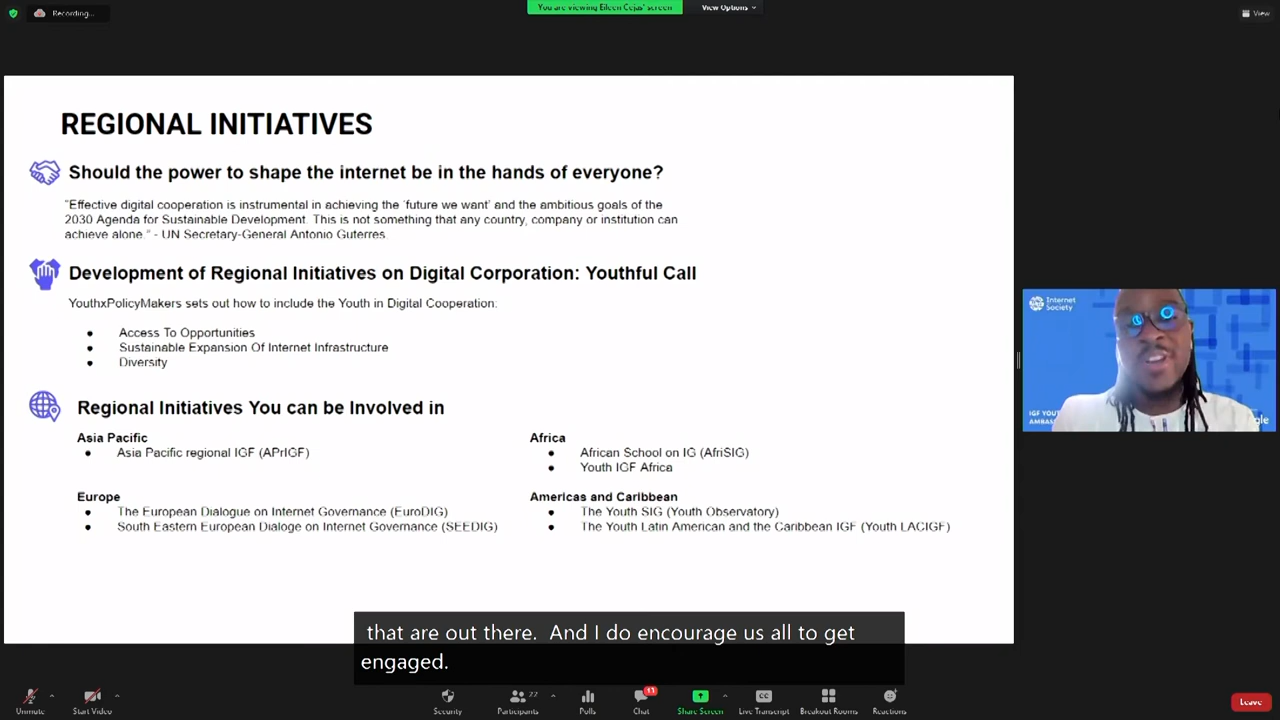 Recording...
You are viewing Eileen Cejas' screen
View Options
View
REGIONAL INITIATIVES
Should the power to shape the internet be in the hands of everyone?
"Effective digital cooperation is instrumental in achieving the 'future we want' and the ambitious goals of the
2030 Agenda for Sustainable Development. This is not something that any country, company or institution can
achieve alone." - UN Secretary-General Antonio Guterres.
Development of Regional Initiatives on Digital Corporation: Youthful Call
YouthxPolicyMakers sets out how to include the Youth in Digital Cooperation:
● Access To Opportunities
● Sustainable Expansion Of Internet Infrastructure
● Diversity
Regional Initiatives You can be Involved in
Asia Pacific
● Asia Pacific regional IGF (APrIGF)
Africa
● African School on IG (AfriSIG)
● Youth IGF Africa
Europe
● The European Dialogue on Internet Governance (EuroDIG)
● South Eastern European Dialoge on Internet Governance (SEEDIG)
Americas and Caribbean
● The Youth SIG (Youth Observatory)
● The Youth Latin American and the Caribbean IGF (Youth LACIGF)
Internet
Society
IGF YOU
AMBA
that are out there. And I do encourage us all to get
engaged.
Unmute
Start Video
Security
Participants
Polls
11
Chat
Share Screen
CC
Live Transcript
Breakout Rooms
Reactions
Leave